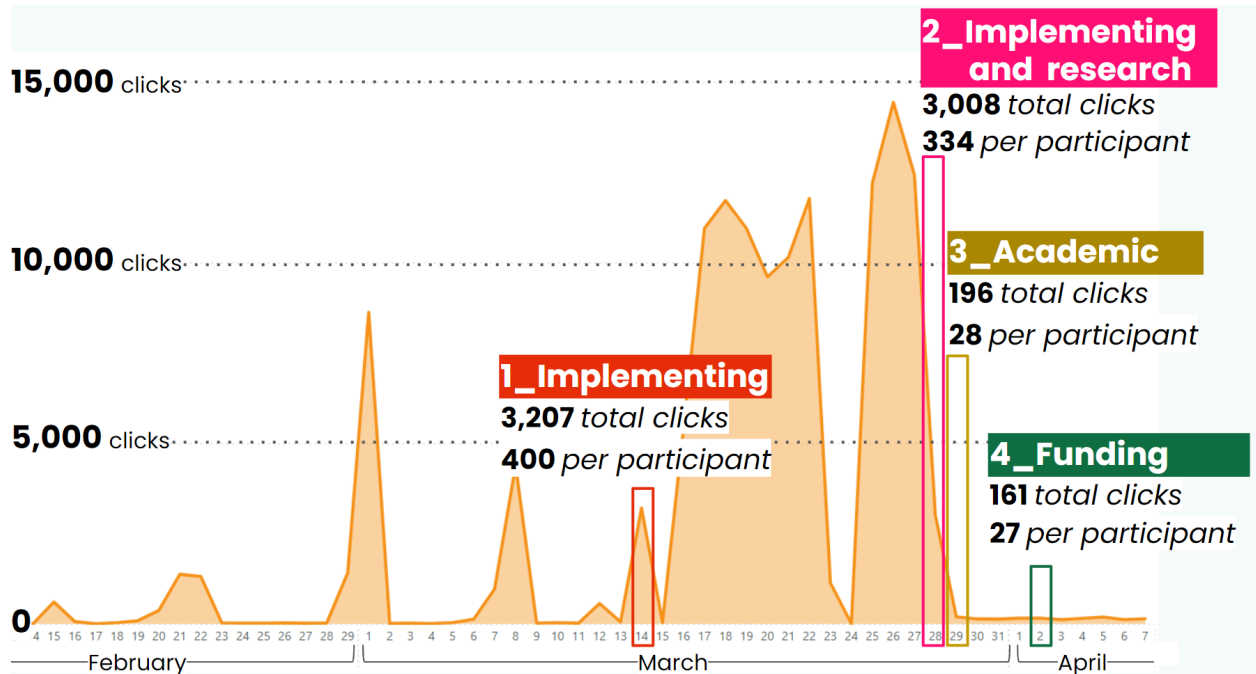 2_Implementing
and research
15,000 clicks
3,008 total clicks
334 per participant
10,000 clicks
3_Academic
196 total clicks
28 per participant
1_Implementing
3,207 total clicks
400 per participant
5,000 clicks
4_Funding
161 total clicks
27 per participant
0
4 15 16 17 18 19 20 21 22 23 24 25 26 27 28 29 1 2 3 4 5 6 7 8 9 10 11 12 13 14 15 16 17 18 19 20 21 22 23 24 25 26 27 28 29 30 31 1 2 3 4 5 6 7
February March April